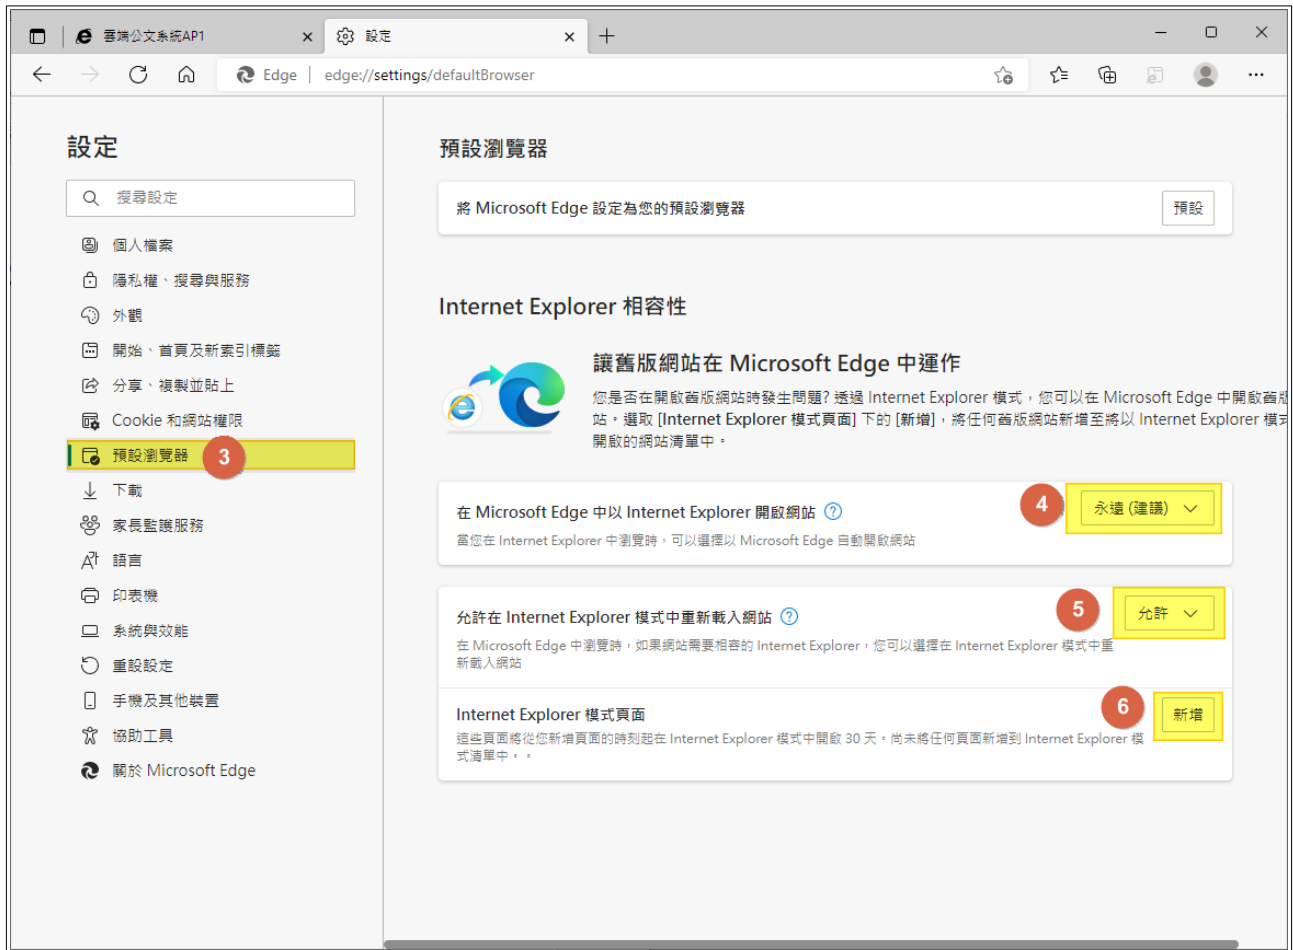 雲端公文系統AP1
設定
Edge
edge://settings/defaultBrowser
設定
搜尋設定
個人檔案
隱私權、搜尋與服務
外觀
開始、首頁及新索引標籤
分享、複製並貼上
Cookie 和網站權限
預設瀏覽器
3
下載
家長監護服務
語言
印表機
系統與效能
重設設定
手機及其他裝置
協助工具
關於 Microsoft Edge
預設瀏覽器
將 Microsoft Edge 設定為您的預設瀏覽器
預設
Internet Explorer 相容性
讓舊版網站在 Microsoft Edge 中運作
您是否在開啟舊版網站時發生問題? 透過 Internet Explorer 模式，您可以在 Microsoft Edge 中開啟舊版
站。選取 [Internet Explorer 模式頁面] 下的 [新增]，將任何舊版網站新增至將以 Internet Explorer 模式
開啟的網站清單中。
在 Microsoft Edge 中以 Internet Explorer 開啟網站
4
永遠 (建議)
當您在 Internet Explorer 中瀏覽時，可以選擇以 Microsoft Edge 自動開啟網站
允許在 Internet Explorer 模式中重新載入網站
5
允許
在 Microsoft Edge 中瀏覽時，如果網站需要相容的 Internet Explorer，您可以選擇在 Internet Explorer 模式中重
新載入網站
Internet Explorer 模式頁面
6
新增
這些頁面將從您新增頁面的時刻起在 Internet Explorer 模式中開啟 30 天。尚未將任何頁面新增到 Internet Explorer 模
式清單中。。